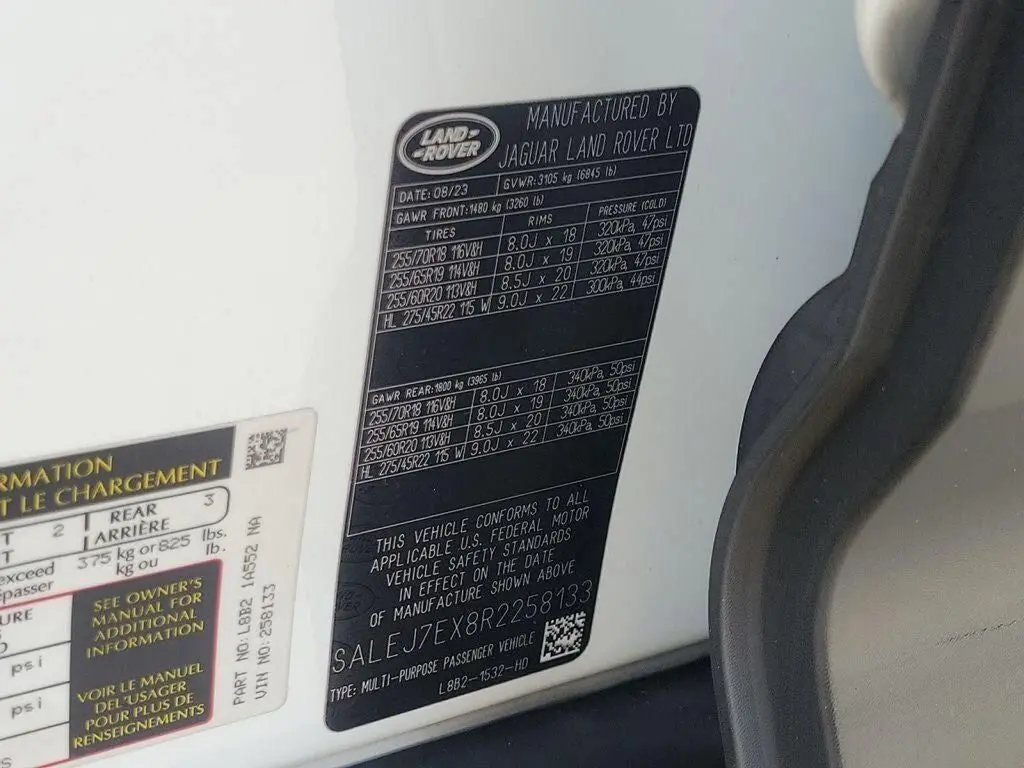 LAND-
-ROVER
MANUFACTURED BY
JAGUAR LAND ROVER LTD
DATE: 08/23 GVWR: 3105 kg (6845 lb)
GAWR FRONT: 1480 kg (3260 lb)
TIRES RIMS PRESSURE (COLD)
255/70R18 116V&H 8.0J x 18 320kPa, 47psi
255/65R19 114V&H 8.0J x 19 320kPa, 47psi
255/60R20 113V&H 8.5J x 20 320kPa, 47psi
HL 275/45R22 115 W 9.0J x 22 300kPa, 44psi
GAWR REAR: 1800 kg (3965 lb)
255/70R18 116V&H 8.0J x 18 340kPa, 50psi
255/65R19 114V&H 8.0J x 19 340kPa, 50psi
255/60R20 113V&H 8.5J x 20 340kPa, 50psi
HL 275/45R22 115 W 9.0J x 22 340kPa, 50psi
THIS VEHICLE CONFORMS TO ALL
APPLICABLE U.S. FEDERAL MOTOR
VEHICLE SAFETY STANDARDS
IN EFFECT ON THE DATE
OF MANUFACTURE SHOWN ABOVE
SALEJ7EX8R2258133
TYPE: MULTI-PURPOSE PASSENGER VEHICLE
L8B2-1532-HD
RMATION
T LE CHARGEMENT
T 2 REAR 3
T ARRIÈRE
exceed 375 kg or 825 lbs.
passer kg ou lb.
URE
psi
psi
SEE OWNER'S
MANUAL FOR
ADDITIONAL
INFORMATION
VOIR LE MANUEL
DEL'USAGER
POUR PLUS DE
RENSEIGNEMENTS
PART NO: L8B2 1A552 NA
VIN NO: 258133